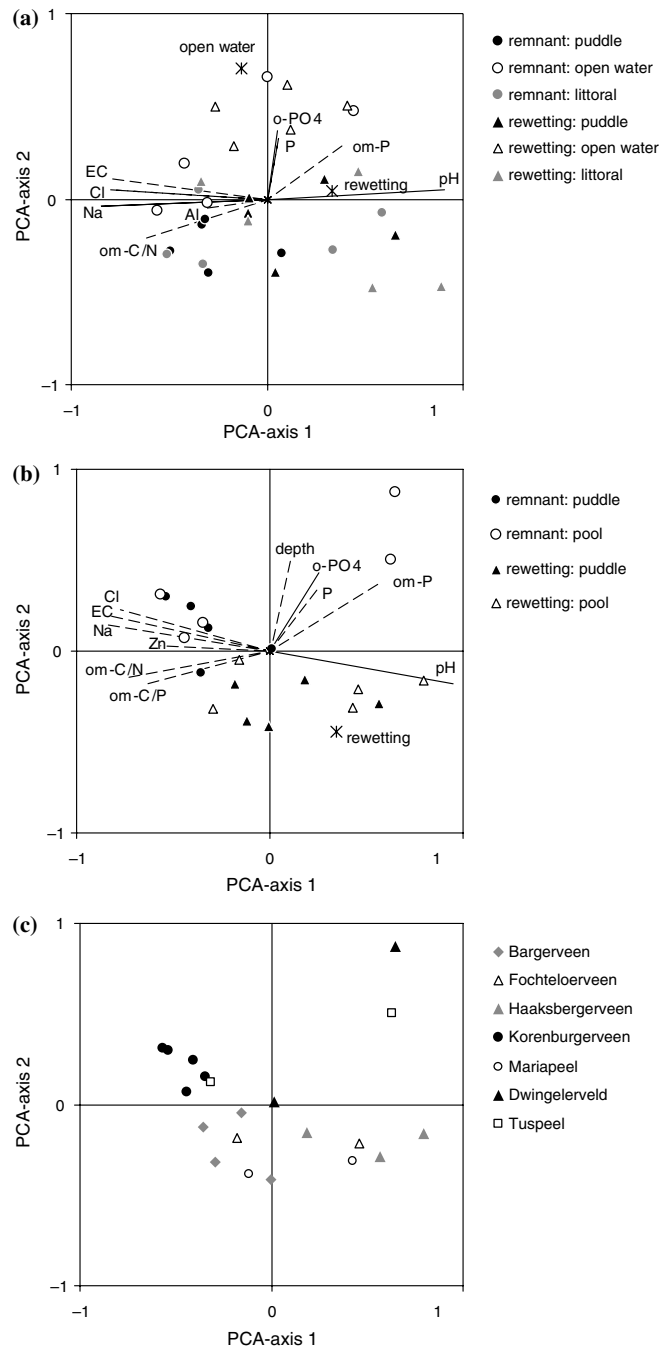 (a)
1
open water
o-PO4
P
om-P
EC
Cl
Na
Al
om-C/N
rewetting
pH
PCA-axis 2
0
−1
−1
0
1
PCA-axis 1
remnant: puddle
remnant: open water
remnant: littoral
rewetting: puddle
rewetting: open water
rewetting: littoral
(b)
1
depth
o-PO4
P
om-P
Cl
EC
Na
Zn
om-C/N
om-C/P
pH
rewetting
PCA-axis 2
0
−1
−1
0
1
PCA-axis 1
remnant: puddle
remnant: pool
rewetting: puddle
rewetting: pool
(c)
1
PCA-axis 2
0
-1
-1
0
1
PCA-axis 1
Bargerveen
Fochteloerveen
Haaksbergerveen
Korenburgerveen
Mariapeel
Dwingelerveld
Tuspeel